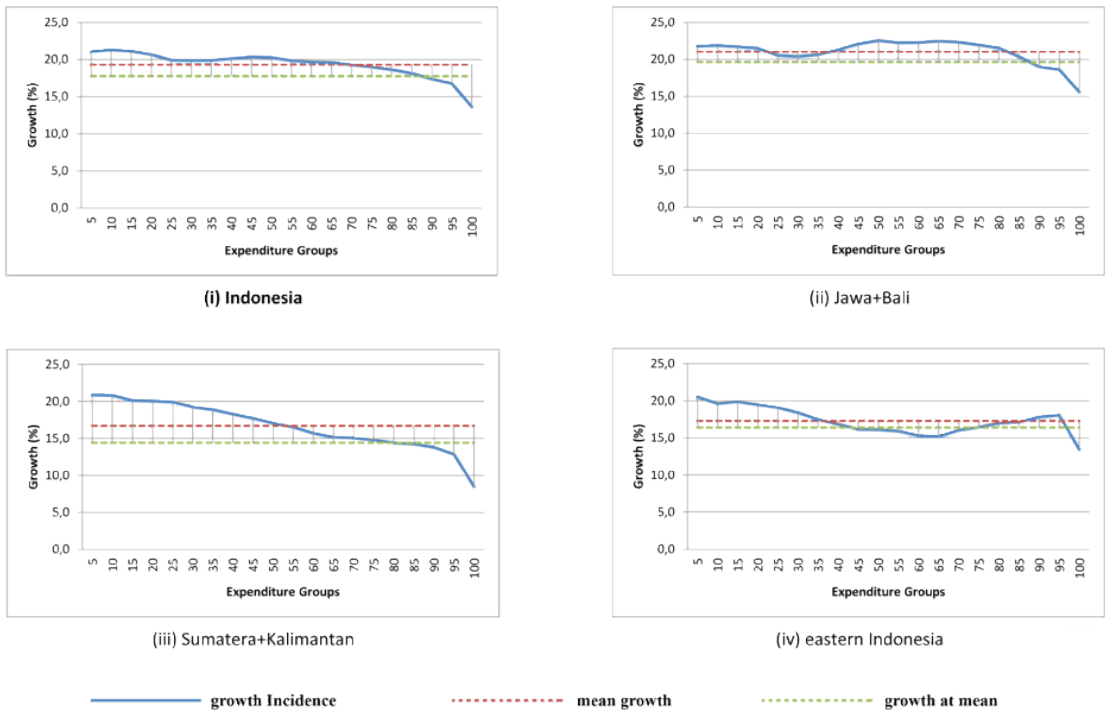 25,0
20,0
15,0
10,0
5,0
0,0
Growth (%)
5 10 15 20 25 30 35 40 45 50 55 60 65 70 75 80 85 90 95 100
Expenditure Groups
(i) Indonesia
25,0
20,0
15,0
10,0
5,0
0,0
Growth (%)
5 10 15 20 25 30 35 40 45 50 55 60 65 70 75 80 85 90 95 100
Expenditure Groups
(ii) Jawa+Bali
25,0
20,0
15,0
10,0
5,0
0,0
Growth (%)
5 10 15 20 25 30 35 40 45 50 55 60 65 70 75 80 85 90 95 100
Expenditure Groups
(iii) Sumatera+Kalimantan
25,0
20,0
15,0
10,0
5,0
0,0
Growth (%)
5 10 15 20 25 30 35 40 45 50 55 60 65 70 75 80 85 90 95 100
Expenditure Groups
(iv) eastern Indonesia
growth Incidence mean growth growth at mean